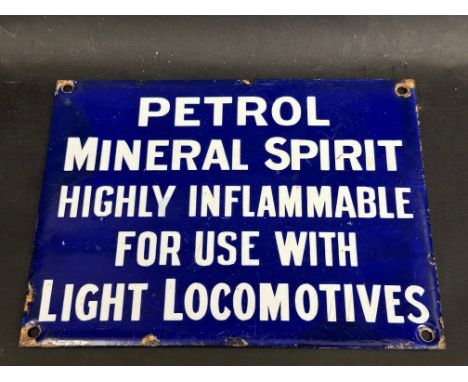 PETROL
MINERAL SPIRIT
HIGHLY INFLAMMABLE
FOR USE WITH
LIGHT LOCOMOTIVES